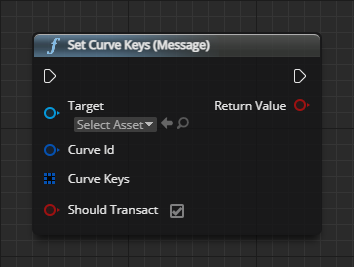 Set Curve Keys (Message)
Target
Select Asset
Return Value
Curve Id
Curve Keys
Should Transact